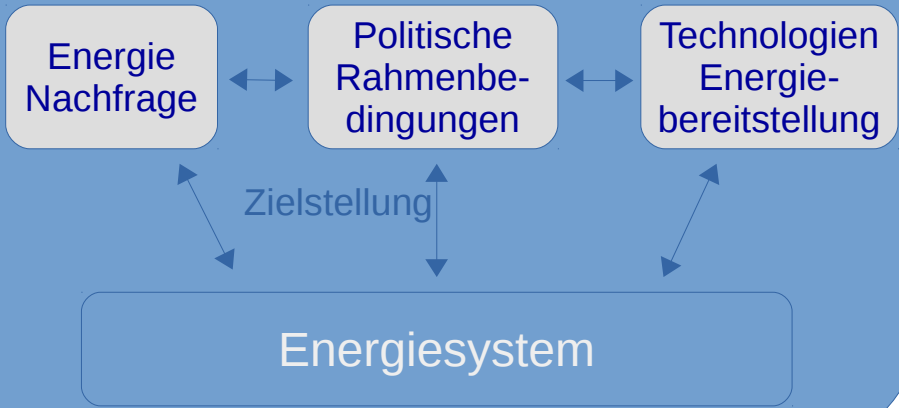 Energie
Nachfrage
Politische
Rahmenbe-
dingungen
Technologien
Energie-
bereitstellung
Zielstellung
Energiesystem